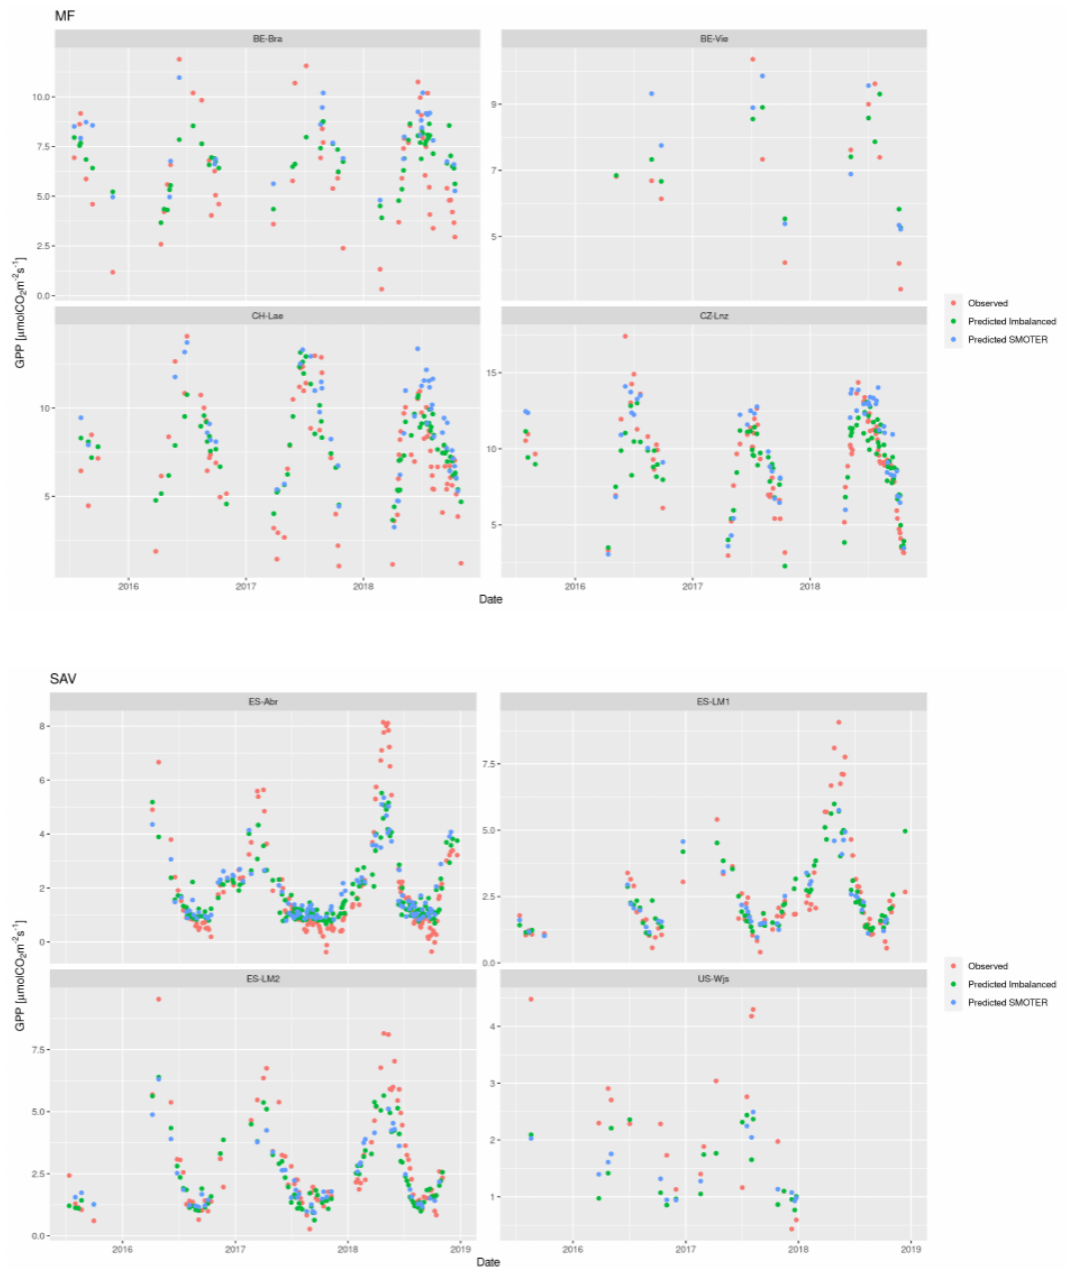 MF
BE-Bra
BE-Vie
10.0
7.5
5.0
2.5
0.0
9
7
5
CH-Lae
CZ-Lnz
10
5
15
10
5
2016
2017
2018
2016
2017
2018
Date
GPP [μmolCO₂m⁻²s⁻¹]
Observed
Predicted Imbalanced
Predicted SMOTER
SAV
ES-Abr
ES-LM1
8
6
4
2
0
7.5
5.0
2.5
0.0
ES-LM2
US-Wjs
7.5
5.0
2.5
0.0
4
3
2
1
2016
2017
2018
2019
2016
2017
2018
2019
Date
GPP [μmolCO₂m⁻²s⁻¹]
Observed
Predicted Imbalanced
Predicted SMOTER